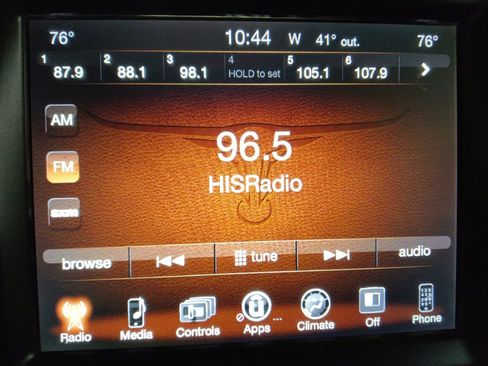 76° 10:44 W 41° out. 76°
1 87.9 2 88.1 3 98.1 4 HOLD to set 5 105.1 6 107.9
AM
96.5
FM
HISRadio
sxm
browse tune audio
Radio Media Controls Apps ... Climate Off Phone